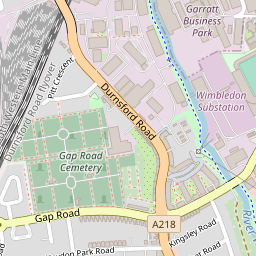 Garratt
Business
Park
Pitt Crescent
Durnsford Road flyover
South Western Main Line
Durnsford Road
Wimbledon
Substation
Gap Road
Cemetery
Gap Road
A218
Kingsley Road
Park Road
River